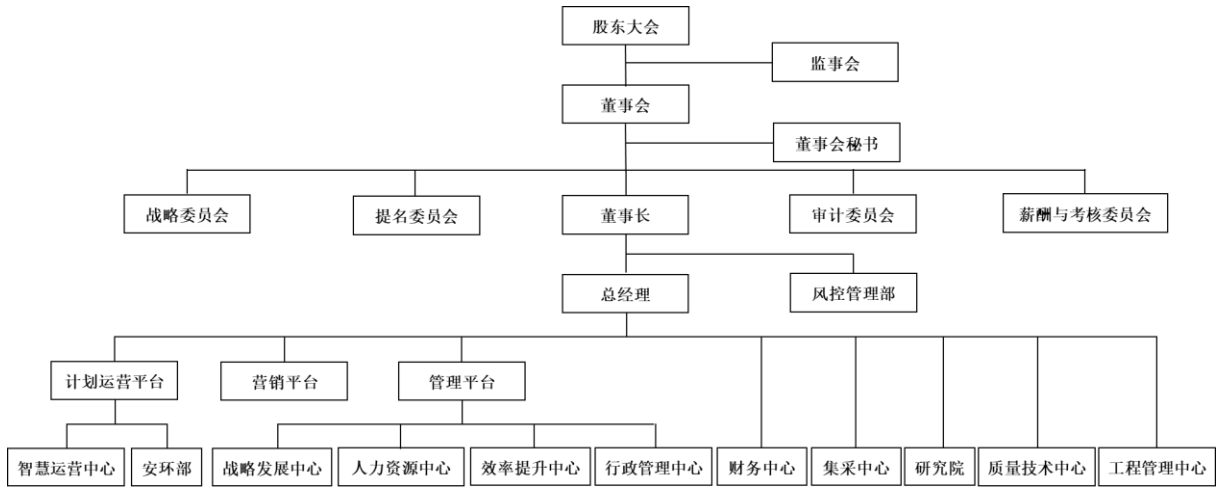 股东大会
监事会
董事会
董事会秘书
战略委员会
提名委员会
董事长
审计委员会
薪酬与考核委员会
总经理
风控管理部
计划运营平台
营销平台
管理平台
智慧运营中心
安环部
战略发展中心
人力资源中心
效率提升中心
行政管理中心
财务中心
集采中心
研究院
质量技术中心
工程管理中心